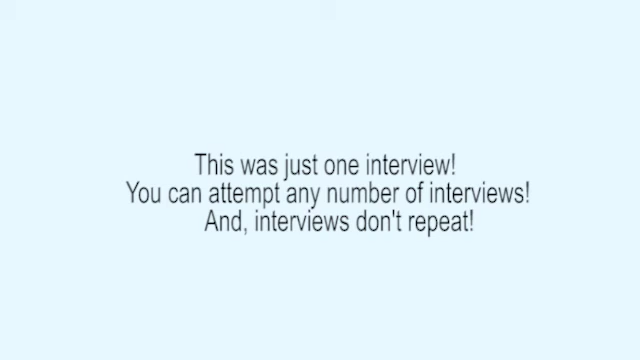 This was just one interview!
You can attempt any number of interviews!
And, interviews don't repeat!